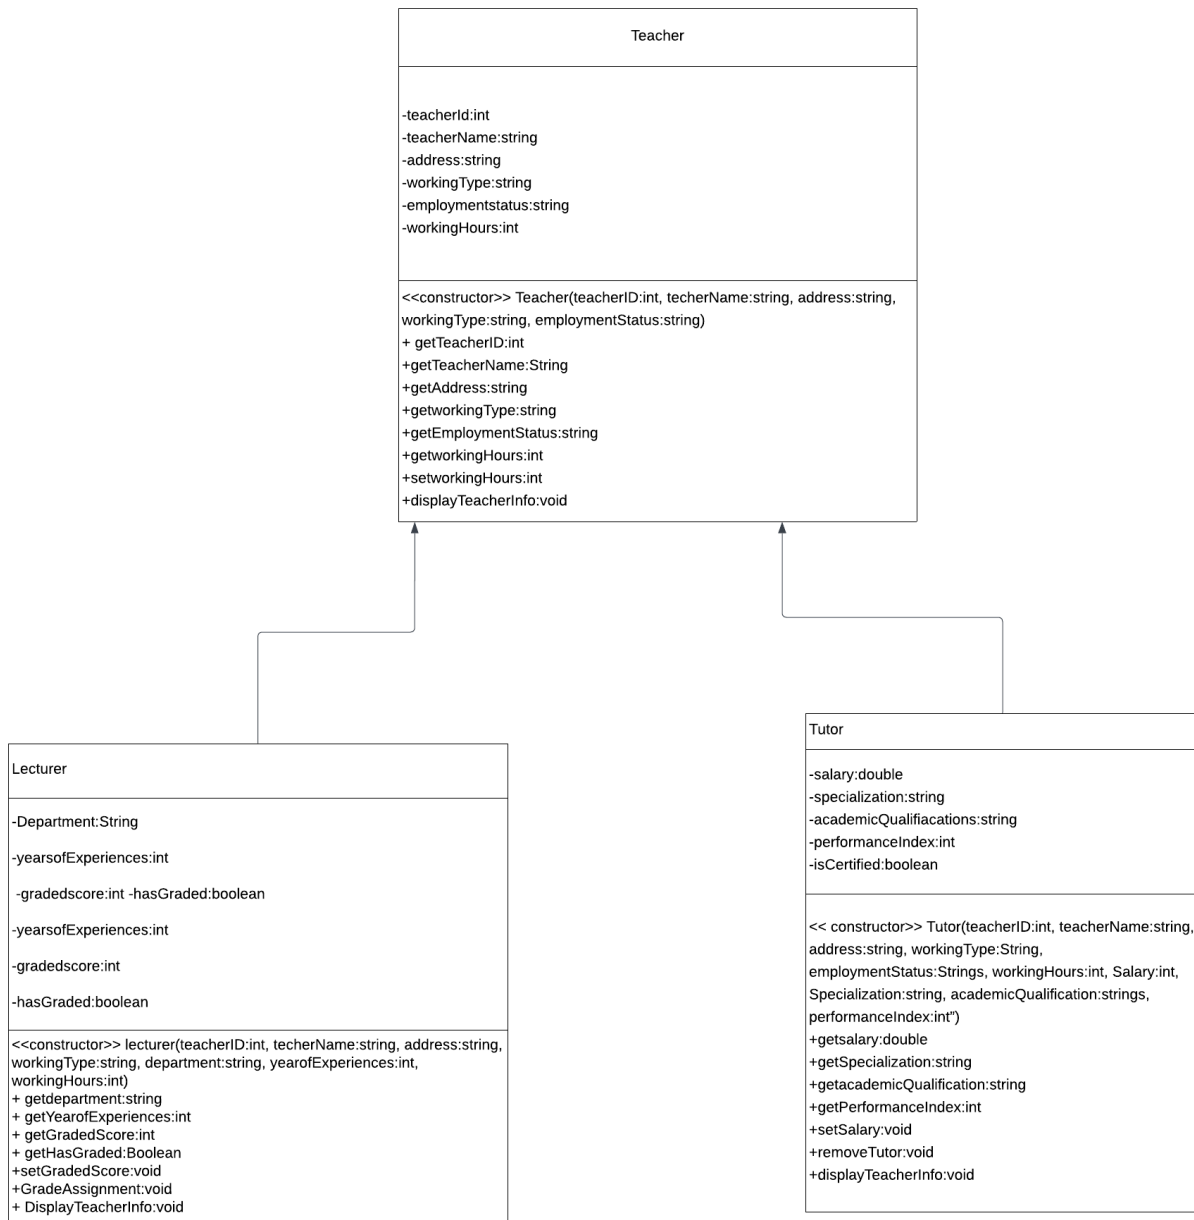 Teacher
-teacherId:int
-teacherName:string
-address:string
-workingType:string
-employmentstatus:string
-workingHours:int
<<constructor>> Teacher(teacherID:int, techerName:string, address:string,
workingType:string, employmentStatus:string)
+ getTeacherID:int
+getTeacherName:String
+getAddress:string
+getworkingType:string
+getEmploymentStatus:string
+getworkingHours:int
+setworkingHours:int
+displayTeacherInfo:void
Lecturer
-Department:String
-yearsofExperiences:int
-gradedscore:int -hasGraded:boolean
-yearsofExperiences:int
-gradedscore:int
-hasGraded:boolean
<<constructor>> lecturer(teacherID:int, techerName:string, address:string,
workingType:string, department:string, yearofExperiences:int,
workingHours:int)
+ getdepartment:string
+ getYearofExperiences:int
+ getGradedScore:int
+ getHasGraded:Boolean
+setGradedScore:void
+GradeAssignment:void
+ DisplayTeacherInfo:void
Tutor
-salary:double
-specialization:string
-academicQualifiacations:string
-performanceIndex:int
-isCertified:boolean
<< constructor>> Tutor(teacherID:int, teacherName:string,
address:string, workingType:String,
employmentStatus:Strings, workingHours:int, Salary:int,
Specialization:string, academicQualification:strings,
performanceIndex:int”)
+getsalary:double
+getSpecialization:string
+getacademicQualification:string
+getPerformanceIndex:int
+setSalary:void
+removeTutor:void
+displayTeacherInfo:void